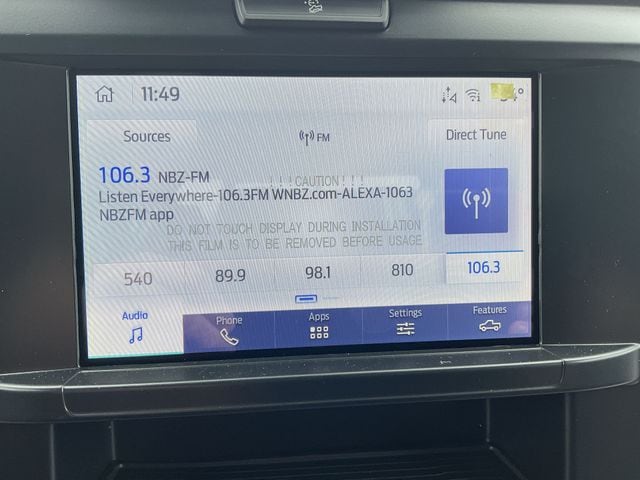 11:49
Sources
FM
Direct Tune
106.3 NBZ-FM
! ! !CAUTION! ! !
Listen Everywhere-106.3FM WNBZ.com-ALEXA-1063
NBZFM app
DO NOT TOUCH DISPLAY DURING INSTALLATION
THIS FILM IS TO BE REMOVED BEFORE USAGE
540 89.9 98.1 810 106.3
Audio Phone Apps Settings Features